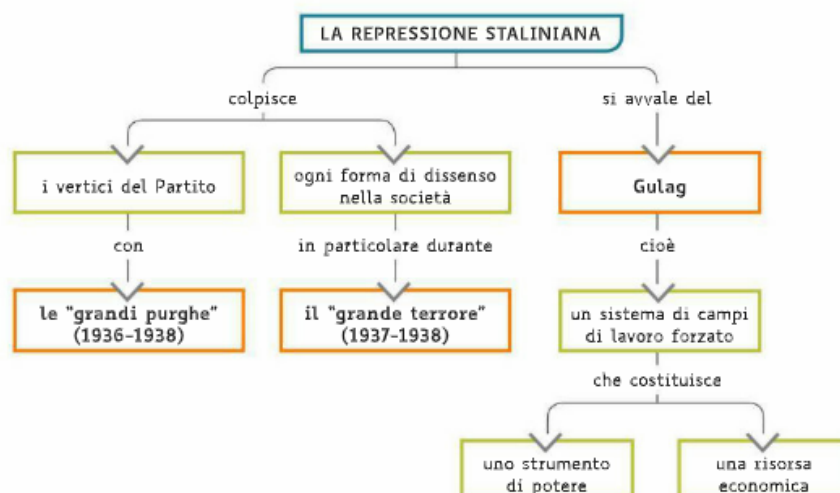 LA REPRESSIONE STALINIANA
colpisce
si avvale del
i vertici del Partito
ogni forma di dissenso
nella società
Gulag
con
in particolare durante
cioè
le "grandi purghe"
(1936-1938)
il "grande terrore"
(1937-1938)
un sistema di campi
di lavoro forzato
che costituisce
uno strumento
di potere
una risorsa
economica